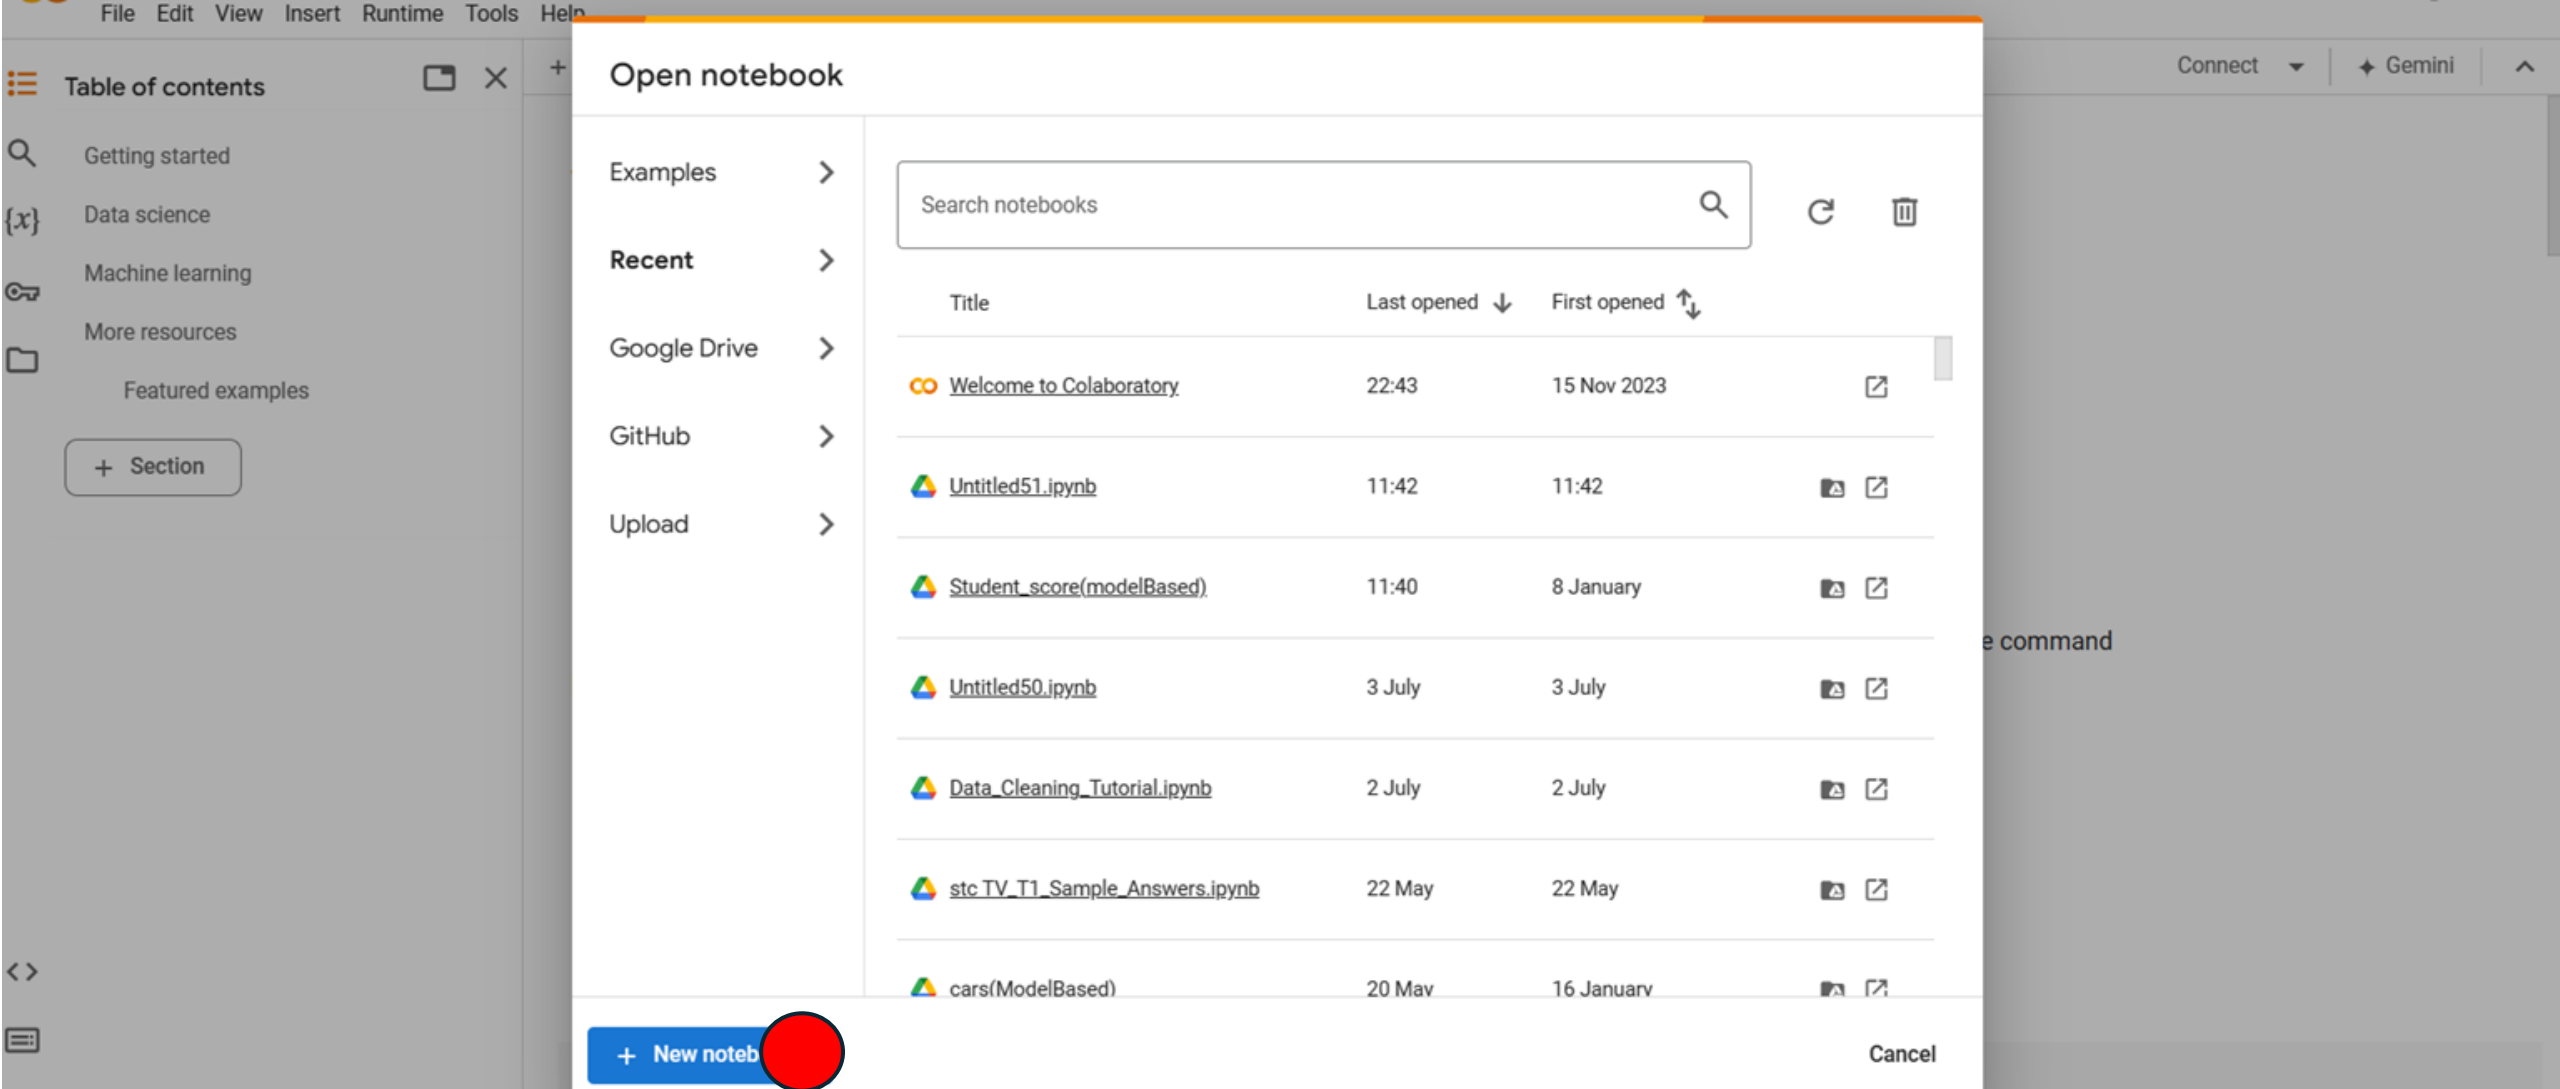 File Edit View Insert Runtime Tools Help
Table of contents
Connect
Gemini
Getting started
Data science
{x}
Machine learning
More resources
Featured examples
+ Section
Open notebook
Examples
Recent
Google Drive
GitHub
Upload
Search notebooks
Title Last opened First opened
Welcome to Colaboratory 22:43 15 Nov 2023
Untitled51.ipynb 11:42 11:42
Student_score(modelBased) 11:40 8 January
Untitled50.ipynb 3 July 3 July
Data_Cleaning_Tutorial.ipynb 2 July 2 July
stc TV_T1_Sample_Answers.ipynb 22 May 22 May
cars(ModelBased) 20 May 16 January
e command
+ New noteb
Cancel